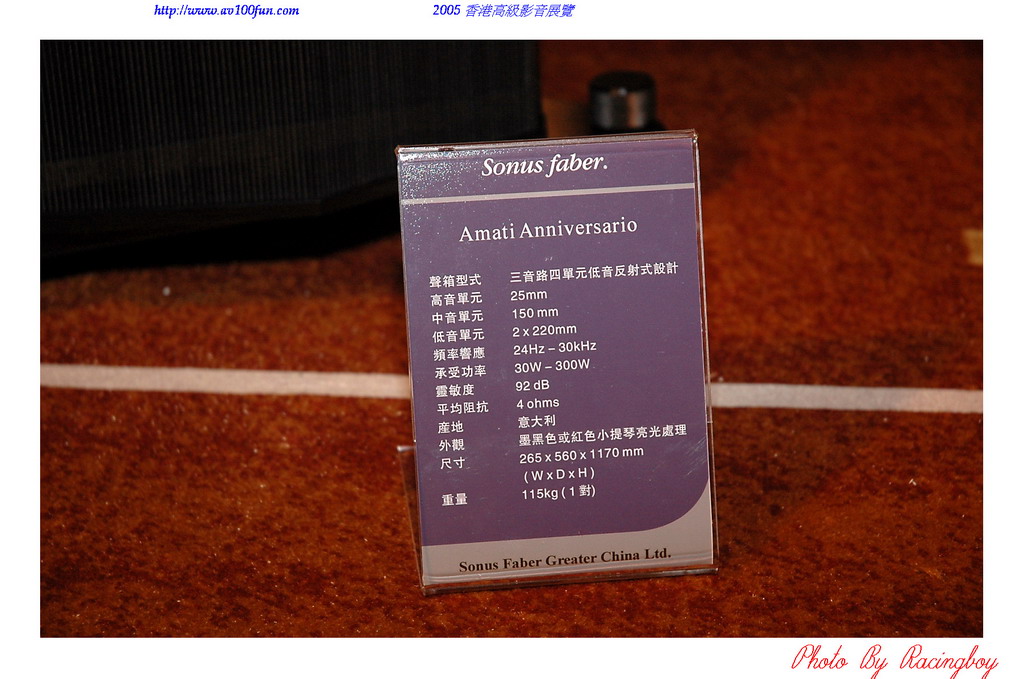 http://www.av100fun.com
2005 香港高級影音展覽
Sonus faber.
Amati Anniversario
聲箱型式 三音路四單元低音反射式設計
高音單元 25mm
中音單元 150 mm
低音單元 2 x 220mm
頻率響應 24Hz – 30kHz
承受功率 30W – 300W
靈敏度 92 dB
平均阻抗 4 ohms
産地 意大利
外觀 墨黑色或紅色小提琴亮光處理
尺寸 265 x 560 x 1170 mm
( W x D x H )
重量 115kg ( 1 對)
Sonus Faber Greater China Ltd.
Photo By Racingboy